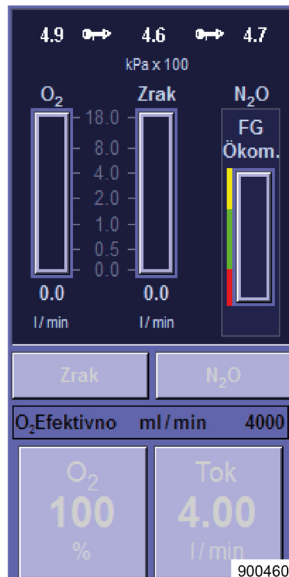 4.9 4.6 4.7
kPa x 100
O₂ Zrak N₂O
FG
Ökom.
18.0
8.0
4.0
2.0
1.0
0.5
0.0
0.0 0.0
l/min l/min
Zrak N₂O
O₂Efektivno ml/min 4000
O₂ Tok
100 4.00
% l/min
900460